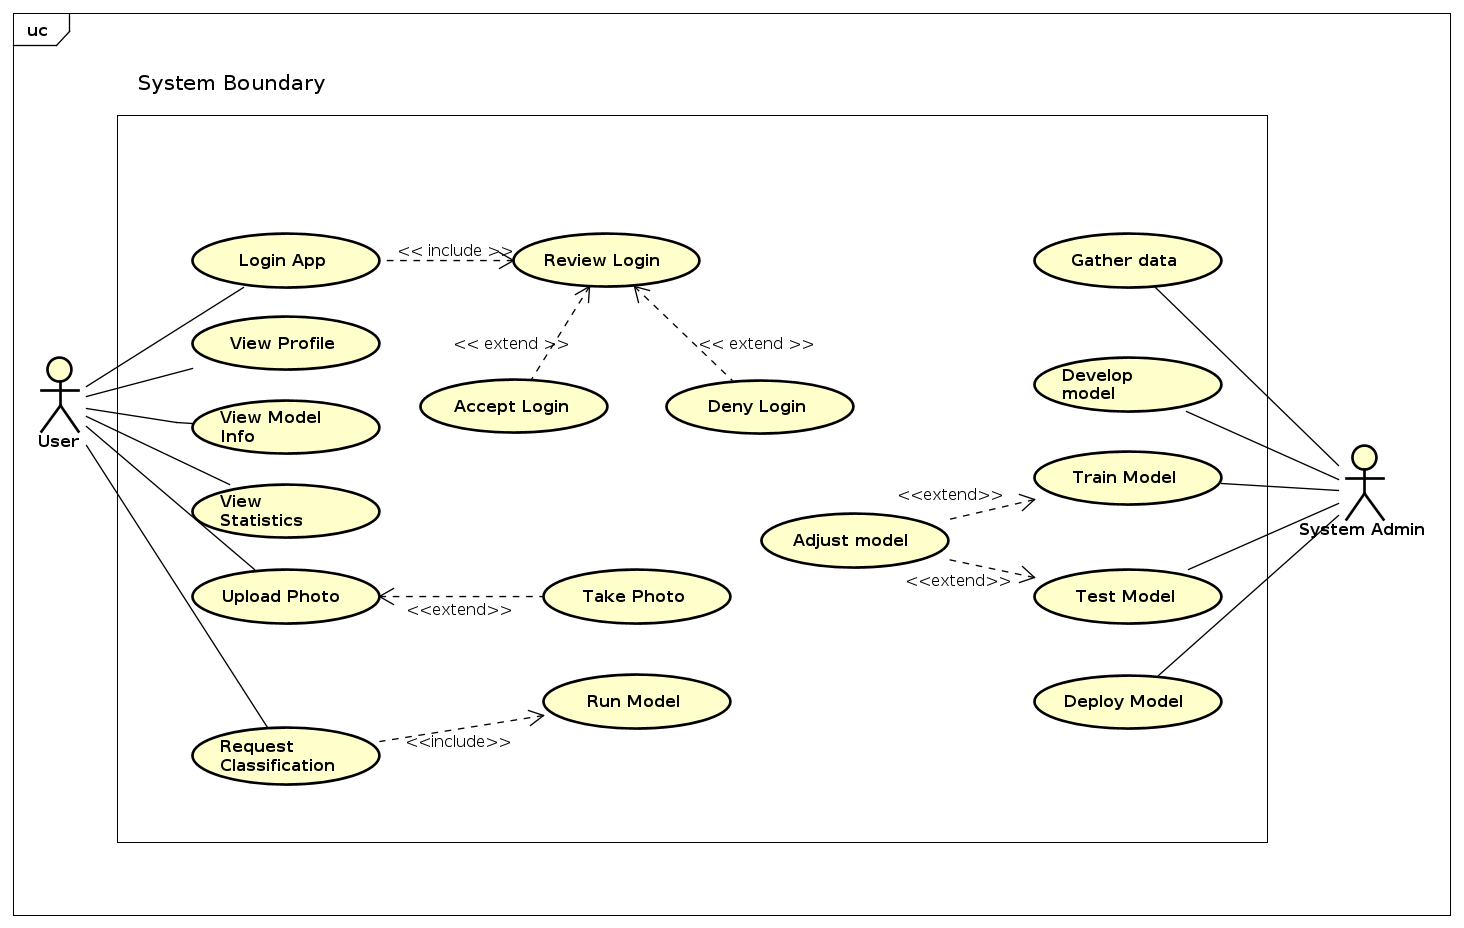 uc
System Boundary
Login App
<< include >>
Review Login
Gather data
View Profile
<< extend >>
<< extend >>
Develop
model
Accept Login
Deny Login
View Model
Info
User
Train Model
<<extend>>
View
Statistics
System Admin
Adjust model
<<extend>>
Upload Photo
<<extend>>
Take Photo
Test Model
Run Model
Deploy Model
<<include>>
Request
Classification